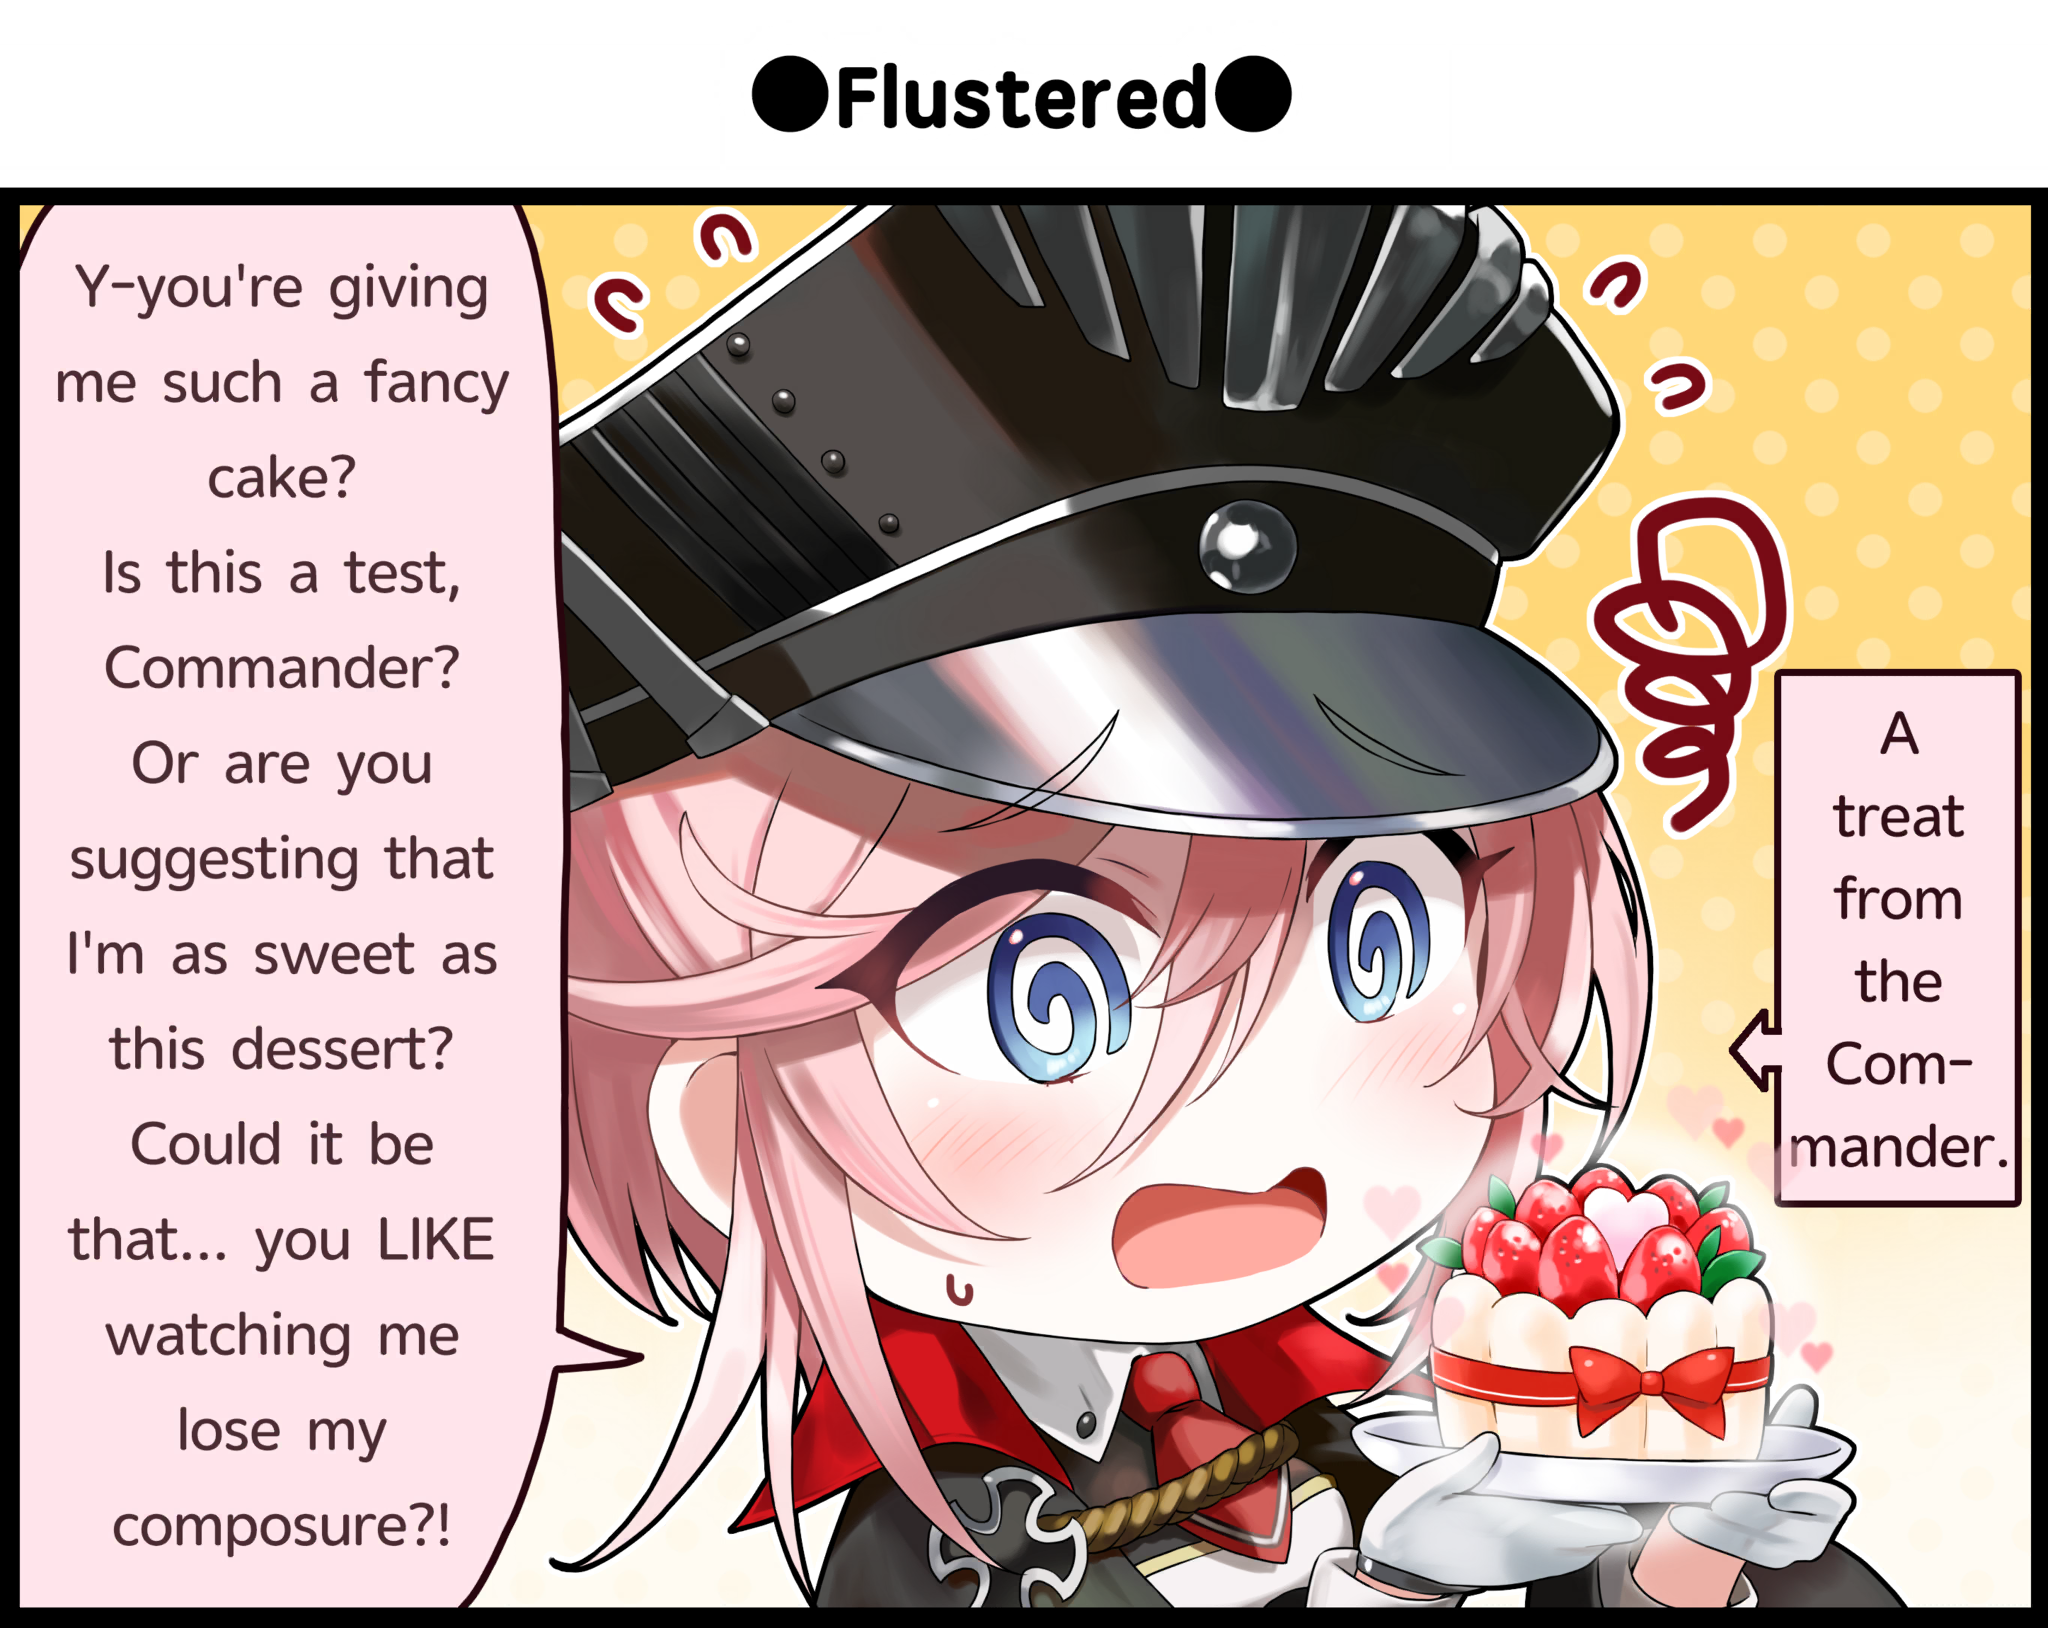 ●Flustered●
Y-you're giving
me such a fancy
cake?
Is this a test,
Commander?
Or are you
suggesting that
I'm as sweet as
this dessert?
Could it be
that... you LIKE
watching me
lose my
composure?!
A
treat
from
the
Com-
mander.